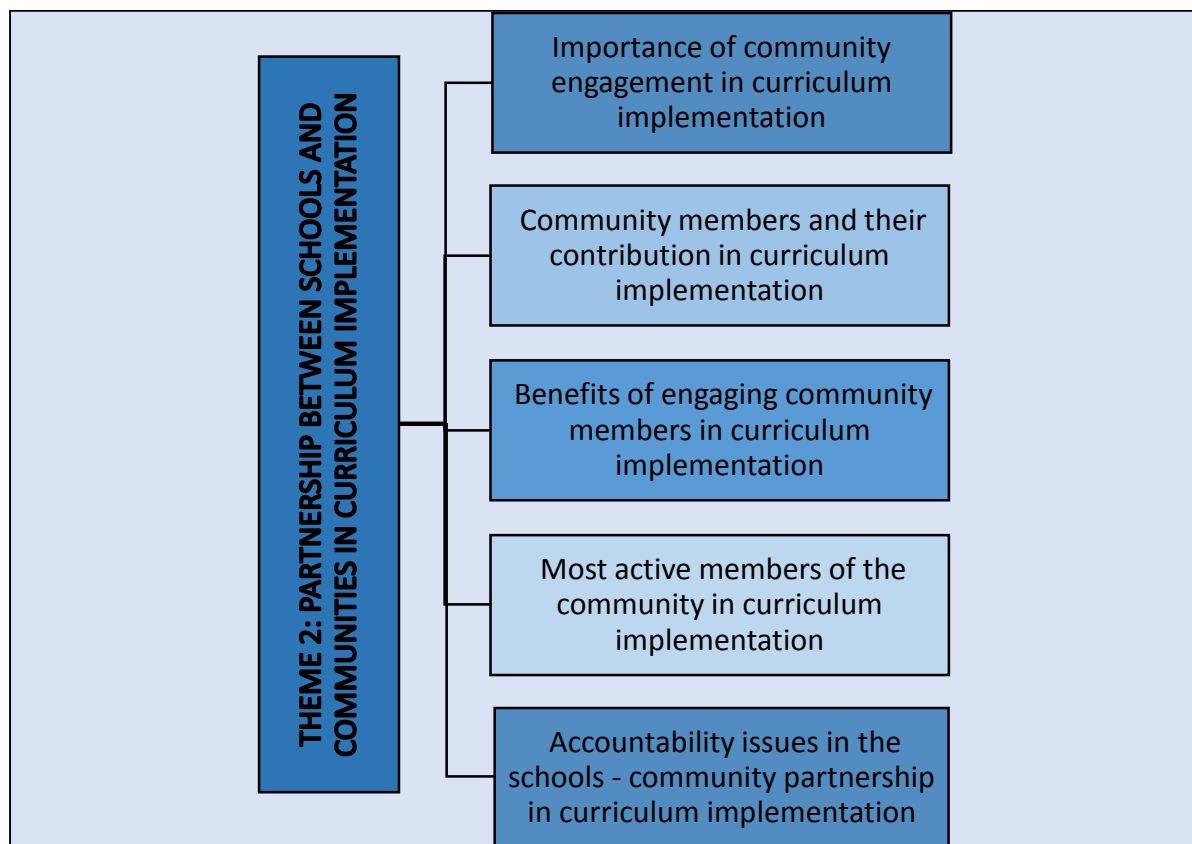 THEME 2: PARTNERSHIP BETWEEN SCHOOLS AND
COMMUNITIES IN CURRICULUM IMPLEMENTATION
Importance of community
engagement in curriculum
implementation
Community members and their
contribution in curriculum
implementation
Benefits of engaging community
members in curriculum
implementation
Most active members of the
community in curriculum
implementation
Accountability issues in the
schools - community partnership
in curriculum implementation